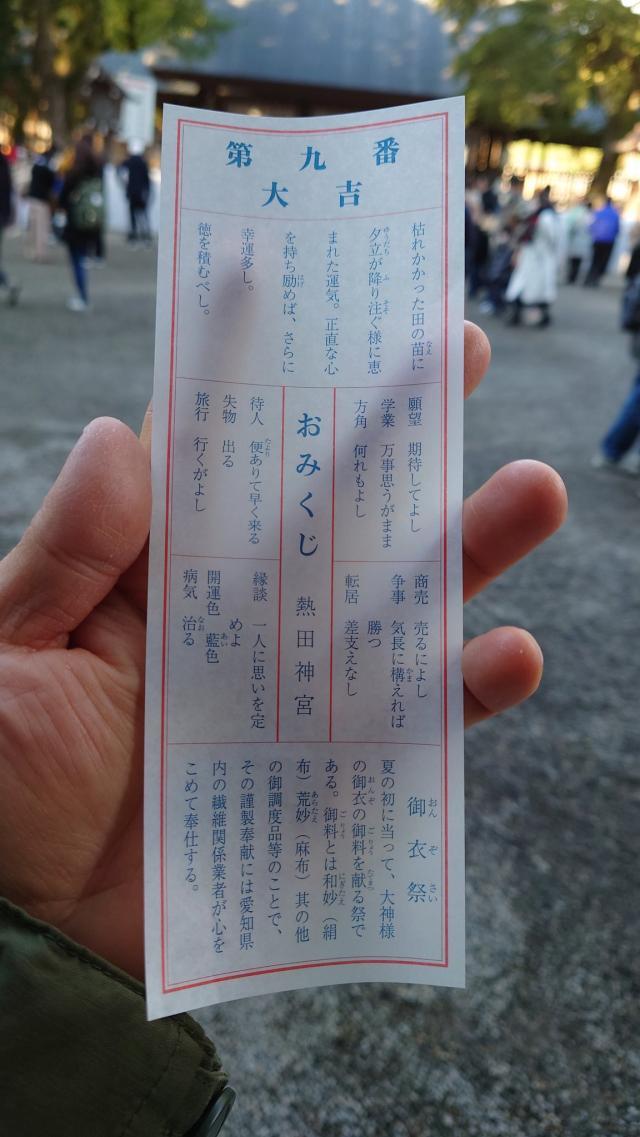 第九番
大吉
枯れかかった田の苗に
夕立が降り注ぐ様に恵
まれた運気。正直な心
を持ち励めば、さらに
幸運多し。
徳を積むべし。
願望 期待してよし
学業 万事思うがまま
方角 何れもよし
おみくじ 熱田神宮
待人 便ありて早く来る
失物 出る
旅行 行くがよし
商売 売るによし
争事 気長に構えれば
勝つ
転居 差支えなし
縁談 一人に思いを定
めよ
開運色 藍色
病気 治る
御衣祭
夏の初に当って、大神様
の御衣の御料を献る祭で
ある。御料とは和妙（絹
布）荒妙（麻布）其の他
の御調度品等のことで、
その謹製奉献には愛知県
内の繊維関係業者が心を
こめて奉仕する。